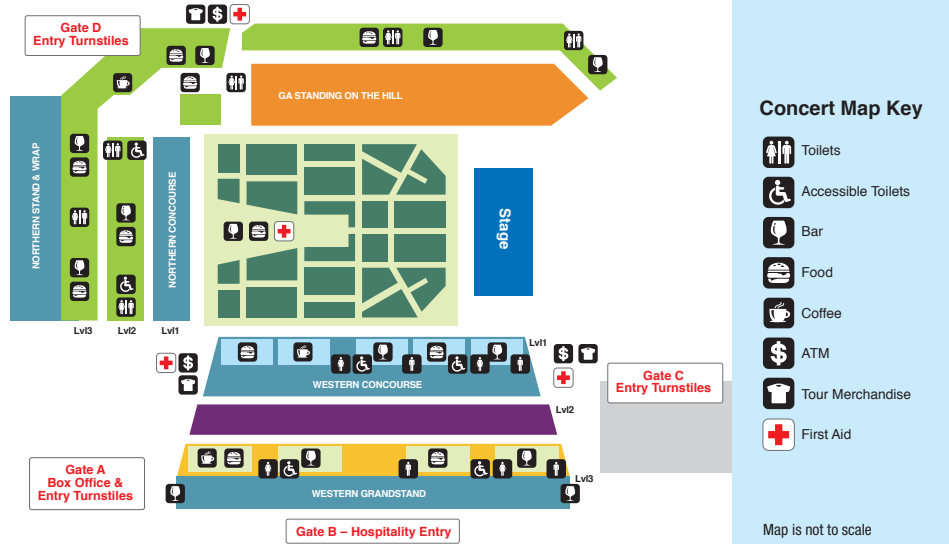 Gate D
Entry Turnstiles
GA STANDING ON THE HILL
NORTHERN STAND & WRAP
NORTHERN CONCOURSE
Stage
Lvl3
Lvl2
Lvl1
Lvl1
WESTERN CONCOURSE
Gate C
Entry Turnstiles
Lvl2
Lvl3
Gate A
Box Office &
Entry Turnstiles
WESTERN GRANDSTAND
Gate B – Hospitality Entry
Concert Map Key
Toilets
Accessible Toilets
Bar
Food
Coffee
$ ATM
Tour Merchandise
First Aid
Map is not to scale